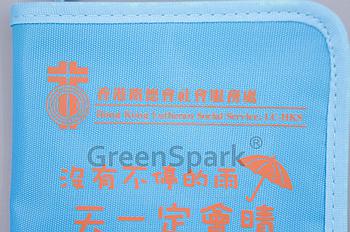 香港路德會社會服務處
Hong Kong Lutheran Social Service, LC-HKS
GreenSpark®
沒有不停的雨
天一定會晴